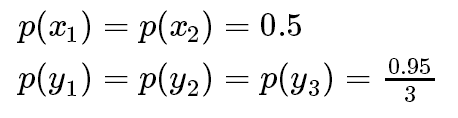 p(x₁) = p(x₂) = 0.5
p(y₁) = p(y₂) = p(y₃) = 0.95/3